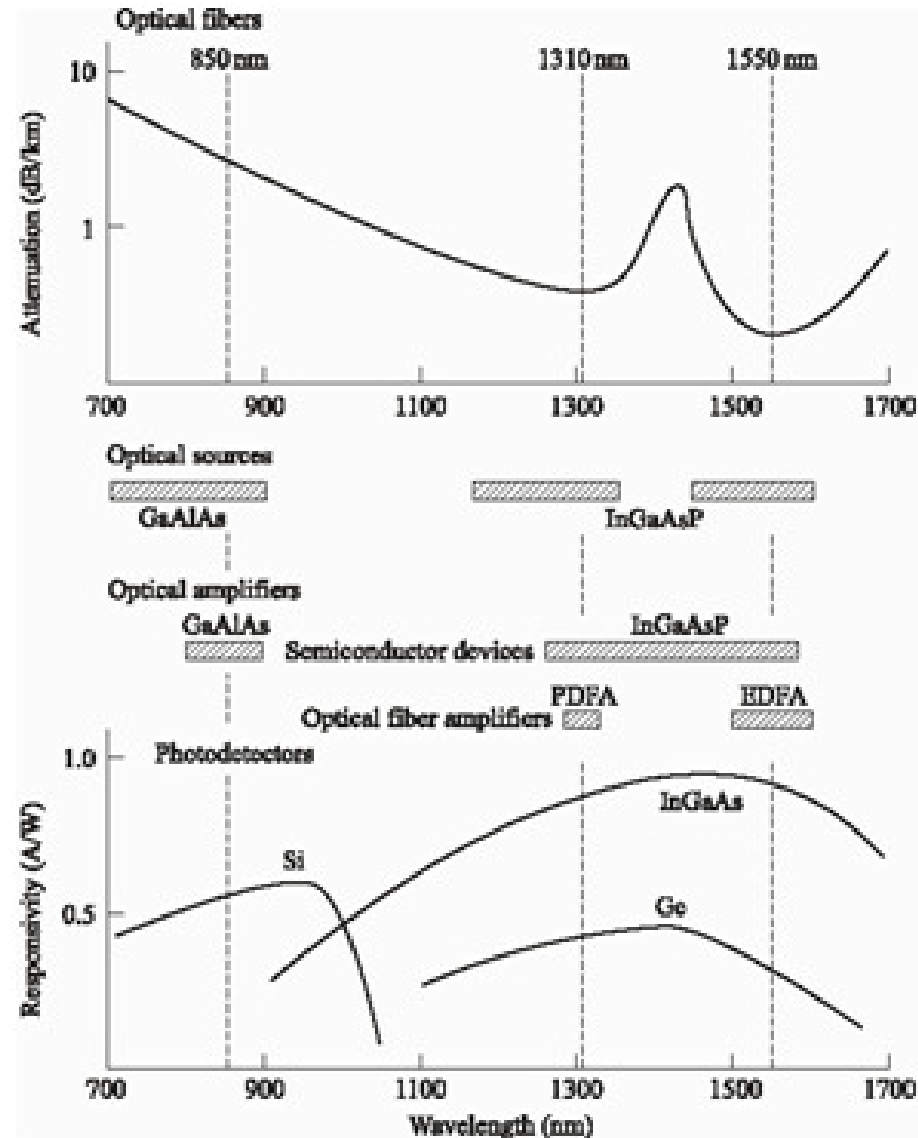 Optical fibers
850 nm 1310 nm 1550 nm
10
1
Attenuation (dB/km)
700 900 1100 1300 1500 1700
Optical sources
GaAlAs InGaAsP
Optical amplifiers
GaAlAs InGaAsP
Semiconductor devices
PDFA EDFA
Optical fiber amplifiers
Photodetectors
1.0
InGaAs
Si
Ge
0.5
Responsivity (A/W)
700 900 1100 1300 1500 1700
Wavelength (nm)